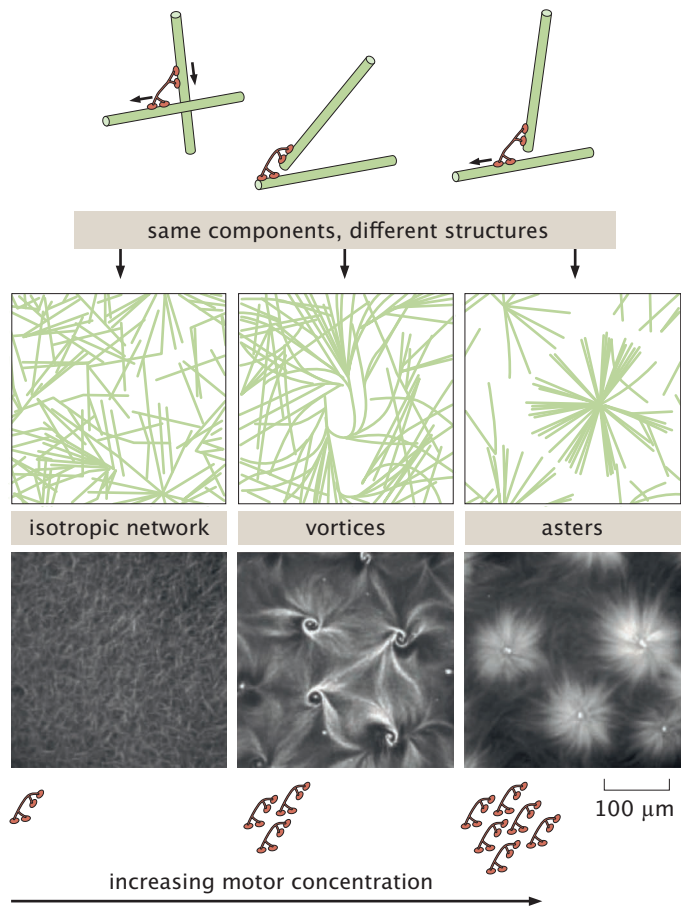 same components, different structures
isotropic network
vortices
asters
100 μm
increasing motor concentration